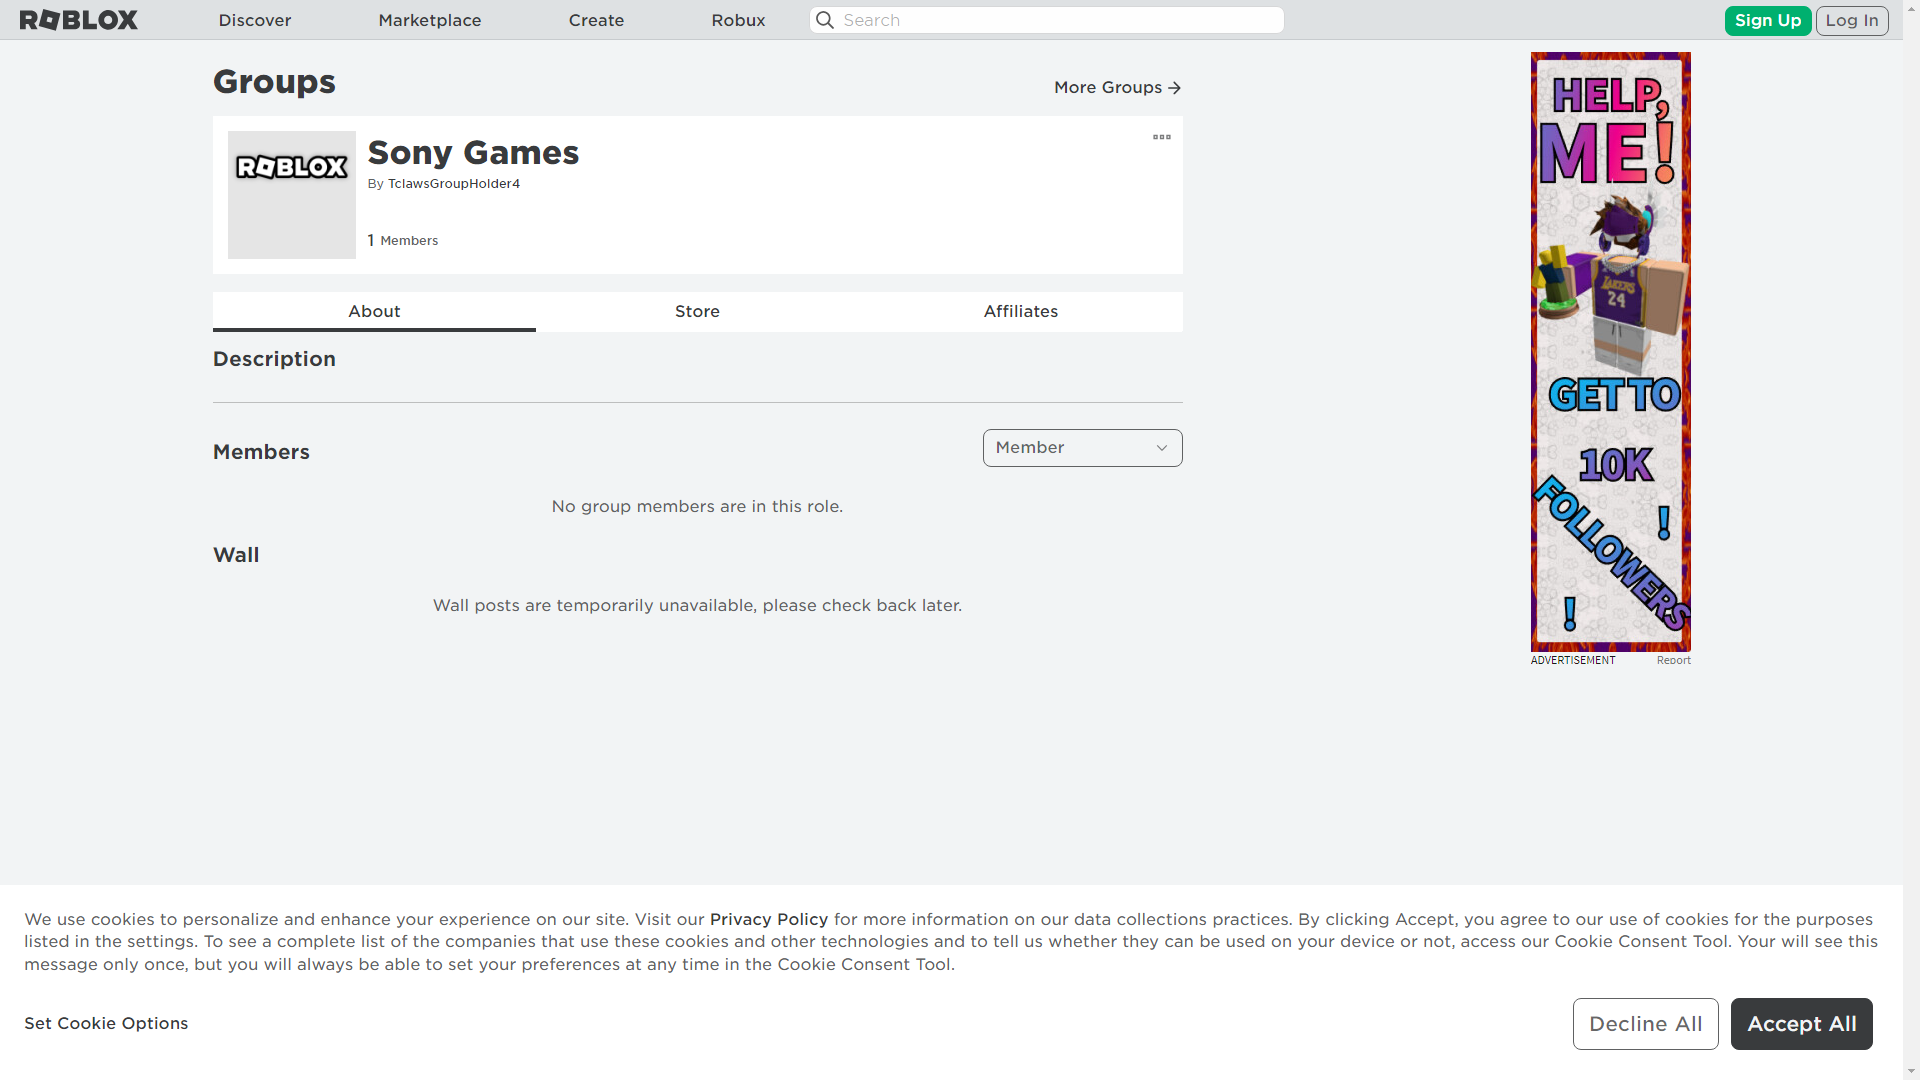 ROBLOX
Discover
Marketplace
Create
Robux
Search
Sign Up
Log In
Groups
More Groups
ROBLOX
Sony Games
By TclawsGroupHolder4
1 Members
About
Store
Affiliates
Description
Members
Member
No group members are in this role.
Wall
Wall posts are temporarily unavailable, please check back later.
HELP,
ME!
LAKERS
24
GET TO
10K
FOLLOWERS
!
!
ADVERTISEMENT
Report
We use cookies to personalize and enhance your experience on our site. Visit our Privacy Policy for more information on our data collections practices. By clicking Accept, you agree to our use of cookies for the purposes
listed in the settings. To see a complete list of the companies that use these cookies and other technologies and to tell us whether they can be used on your device or not, access our Cookie Consent Tool. Your will see this
message only once, but you will always be able to set your preferences at any time in the Cookie Consent Tool.
Set Cookie Options
Decline All
Accept All